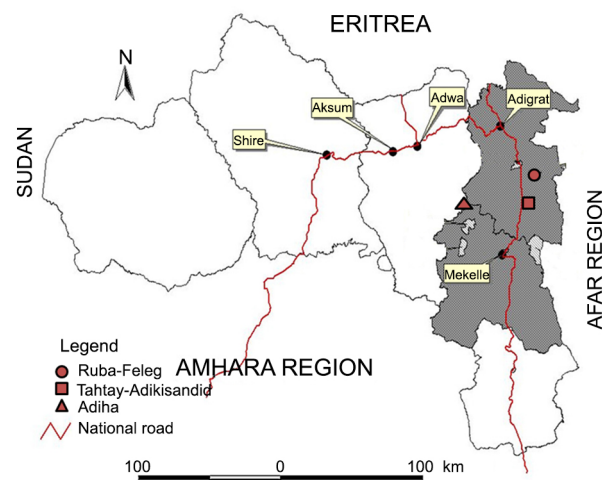 ERITREA
N
Aksum
Adwa
Adigrat
Shire
SUDAN
Mekelle
AFAR REGION
Legend
AMHARA REGION
Ruba-Feleg
Tahtay-Adikisandid
Adiha
National road
100 0 100 km